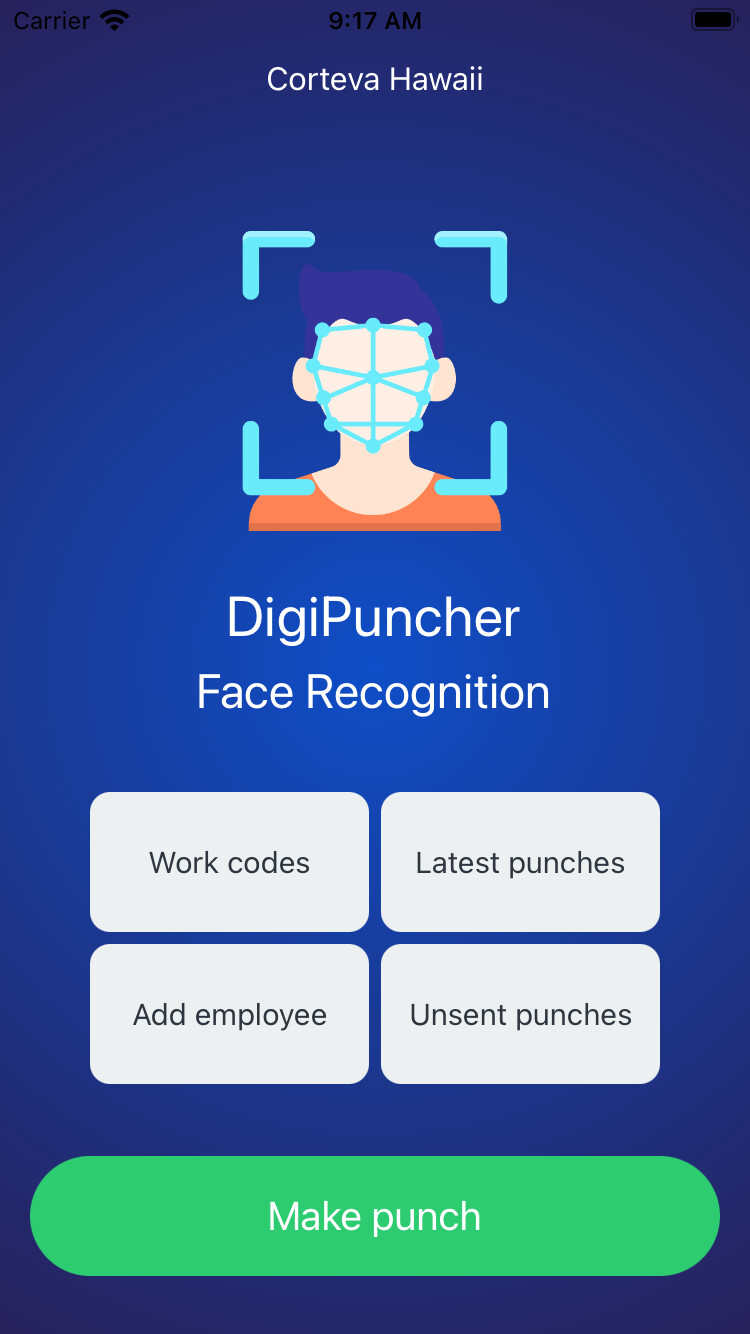 Carrier 9:17 AM
Corteva Hawaii
DigiPuncher
Face Recognition
Work codes Latest punches
Add employee Unsent punches
Make punch